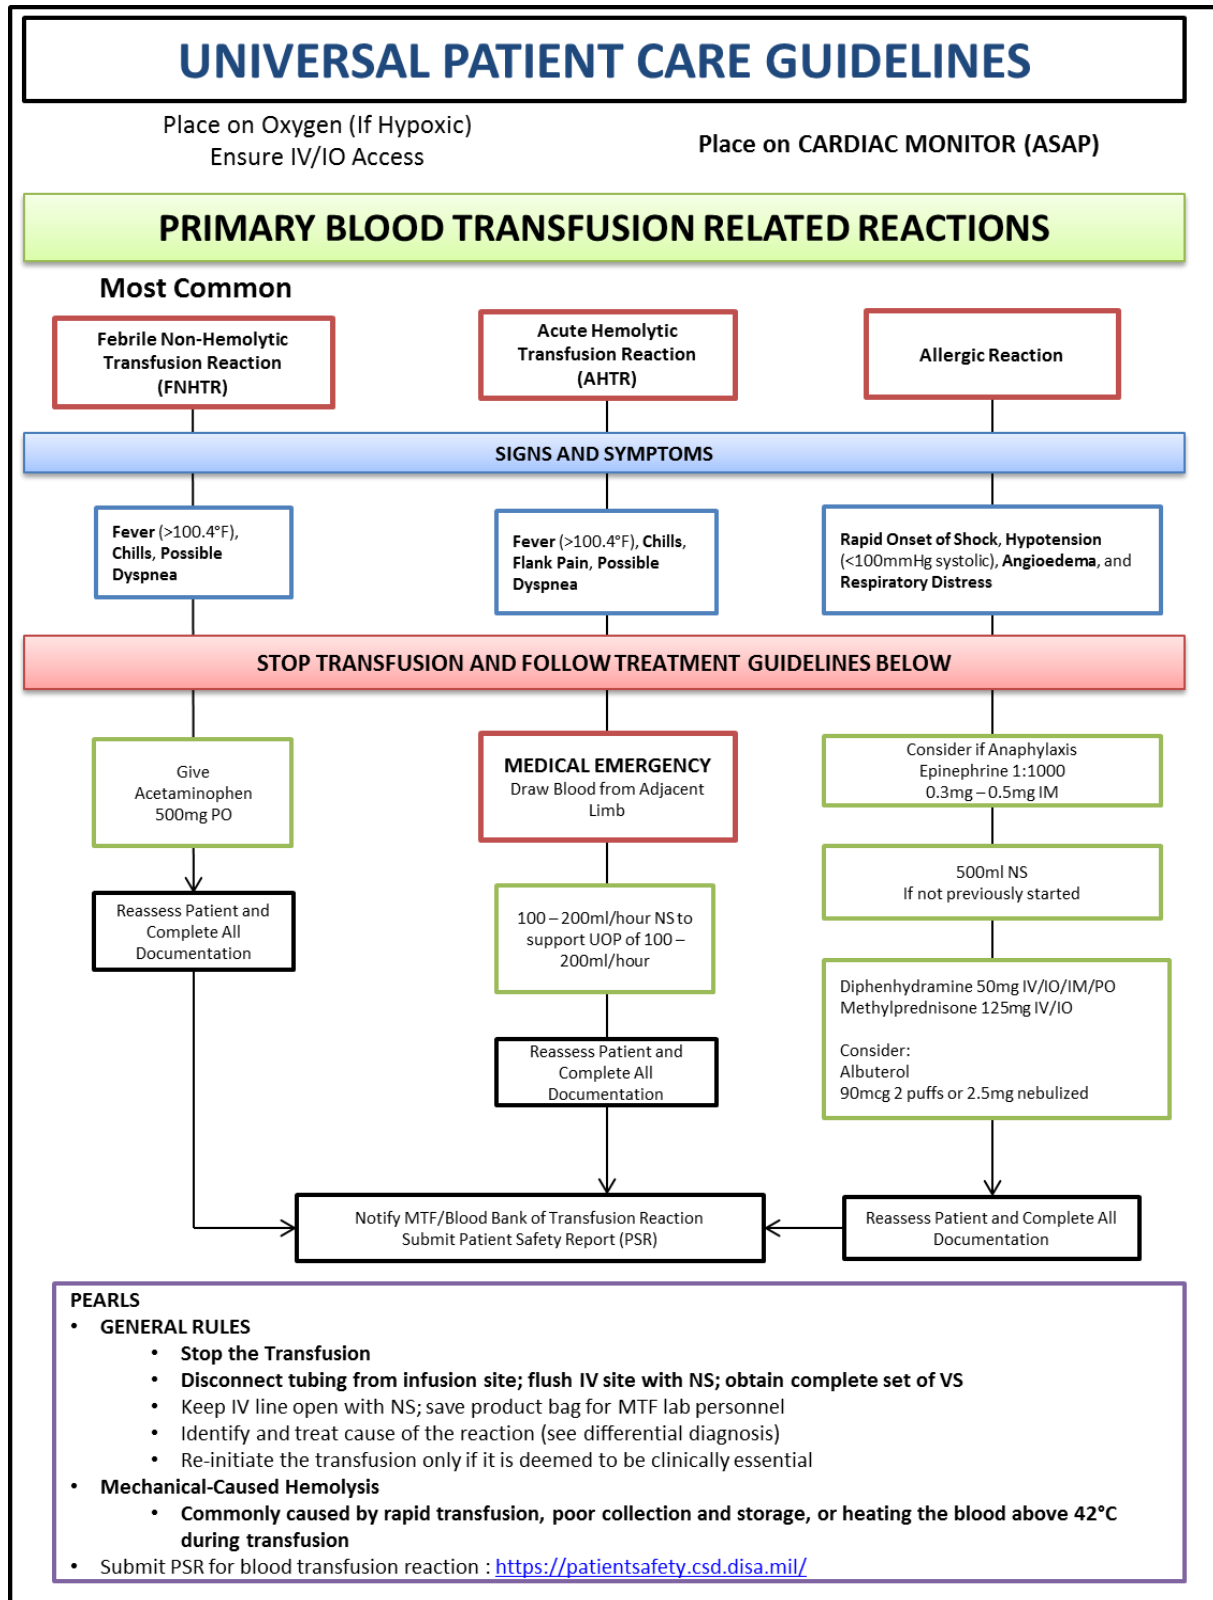 UNIVERSAL PATIENT CARE GUIDELINES
Place on Oxygen (If Hypoxic)
Ensure IV/IO Access
Place on CARDIAC MONITOR (ASAP)
PRIMARY BLOOD TRANSFUSION RELATED REACTIONS
Most Common
Febrile Non-Hemolytic
Transfusion Reaction
(FNHTR)
Acute Hemolytic
Transfusion Reaction
(AHTR)
Allergic Reaction
SIGNS AND SYMPTOMS
Fever (>100.4°F),
Chills, Possible
Dyspnea
Fever (>100.4°F), Chills,
Flank Pain, Possible
Dyspnea
Rapid Onset of Shock, Hypotension
(<100mmHg systolic), Angioedema, and
Respiratory Distress
STOP TRANSFUSION AND FOLLOW TREATMENT GUIDELINES BELOW
Give
Acetaminophen
500mg PO
Reassess Patient and
Complete All
Documentation
MEDICAL EMERGENCY
Draw Blood from Adjacent
Limb
100 – 200ml/hour NS to
support UOP of 100 –
200ml/hour
Reassess Patient and
Complete All
Documentation
Consider if Anaphylaxis
Epinephrine 1:1000
0.3mg – 0.5mg IM
500ml NS
If not previously started
Diphenhydramine 50mg IV/IO/IM/PO
Methylprednisone 125mg IV/IO
Consider:
Albuterol
90mcg 2 puffs or 2.5mg nebulized
Reassess Patient and Complete All
Documentation
Notify MTF/Blood Bank of Transfusion Reaction
Submit Patient Safety Report (PSR)
PEARLS
• GENERAL RULES
• Stop the Transfusion
• Disconnect tubing from infusion site; flush IV site with NS; obtain complete set of VS
• Keep IV line open with NS; save product bag for MTF lab personnel
• Identify and treat cause of the reaction (see differential diagnosis)
• Re-initiate the transfusion only if it is deemed to be clinically essential
• Mechanical-Caused Hemolysis
• Commonly caused by rapid transfusion, poor collection and storage, or heating the blood above 42°C
during transfusion
• Submit PSR for blood transfusion reaction : https://patientsafety.csd.disa.mil/